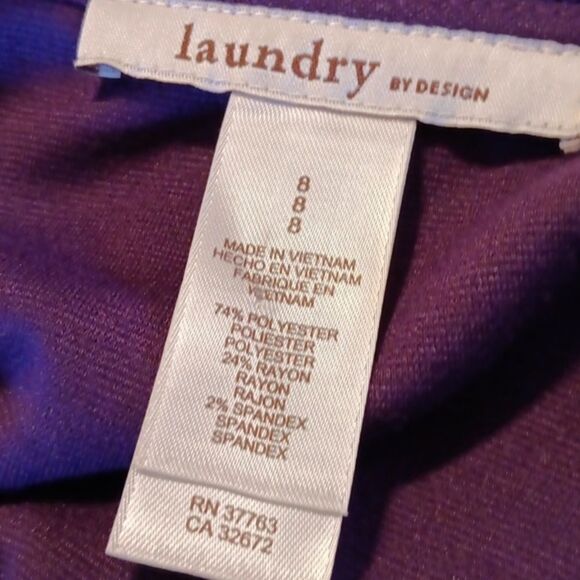 laundry BY DESIGN
8
8
8
MADE IN VIETNAM
HECHO EN VIETNAM
FABRIQUE EN
VIETNAM
74% POLYESTER
POLIESTER
POLYESTER
24% RAYON
RAYON
RAJON
2% SPANDEX
SPANDEX
SPANDEX
RN 37763
CA 32672